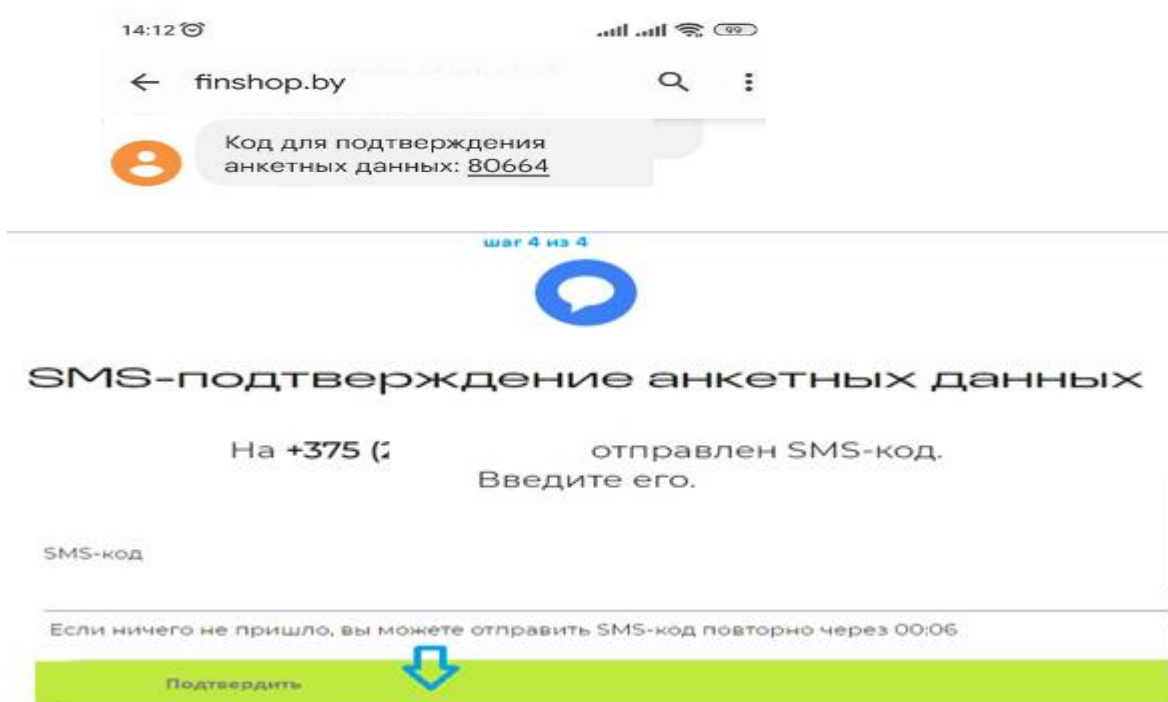 14:12
99
finshop.by
Код для подтверждения
анкетных данных: 80664
шаг 4 из 4
SMS-подтверждение анкетных данных
На +375 (2 отправлен SMS-код.
Введите его.
SMS-код
Если ничего не пришло, вы можете отправить SMS-код повторно через 00:06
Подтвердить